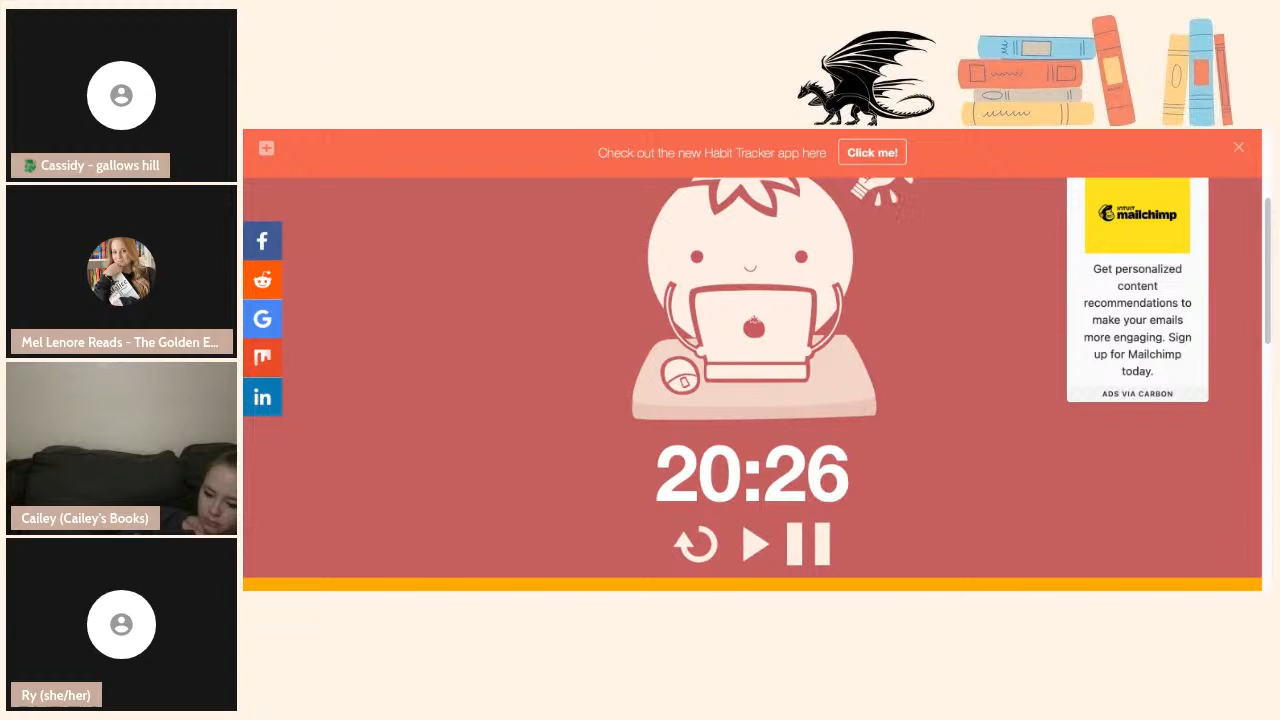 Cassidy - gallows hill
Mel Lenore Reads - The Golden E...
Cailey (Cailey's Books)
Ry (she/her)
Check out the new Habit Tracker app here
Click me!
INTUIT
mailchimp
Get personalized
content
recommendations to
make your emails
more engaging. Sign
up for Mailchimp
today.
ADS VIA CARBON
20:26